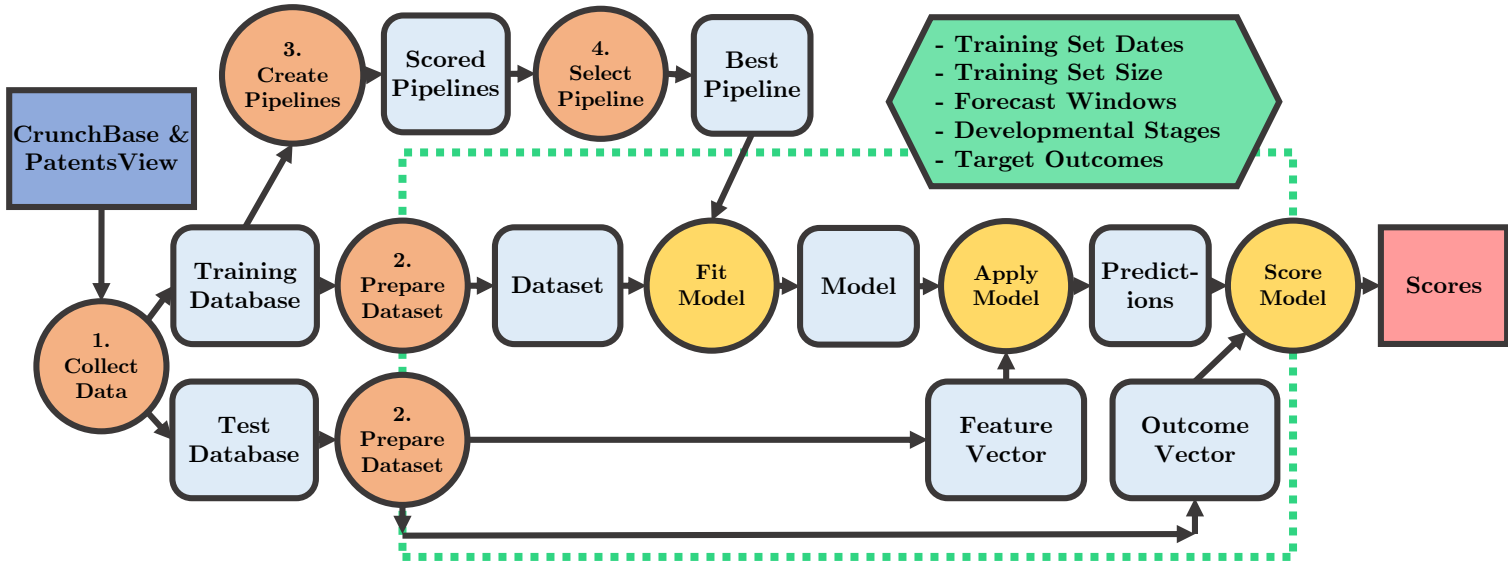 3.
Create
Pipelines
Scored
Pipelines
4.
Select
Pipeline
Best
Pipeline
- Training Set Dates
- Training Set Size
- Forecast Windows
- Developmental Stages
- Target Outcomes
CrunchBase &
PatentsView
1.
Collect
Data
Training
Database
2.
Prepare
Dataset
Dataset
Fit
Model
Model
Apply
Model
Predict-
ions
Score
Model
Scores
Test
Database
2.
Prepare
Dataset
Feature
Vector
Outcome
Vector